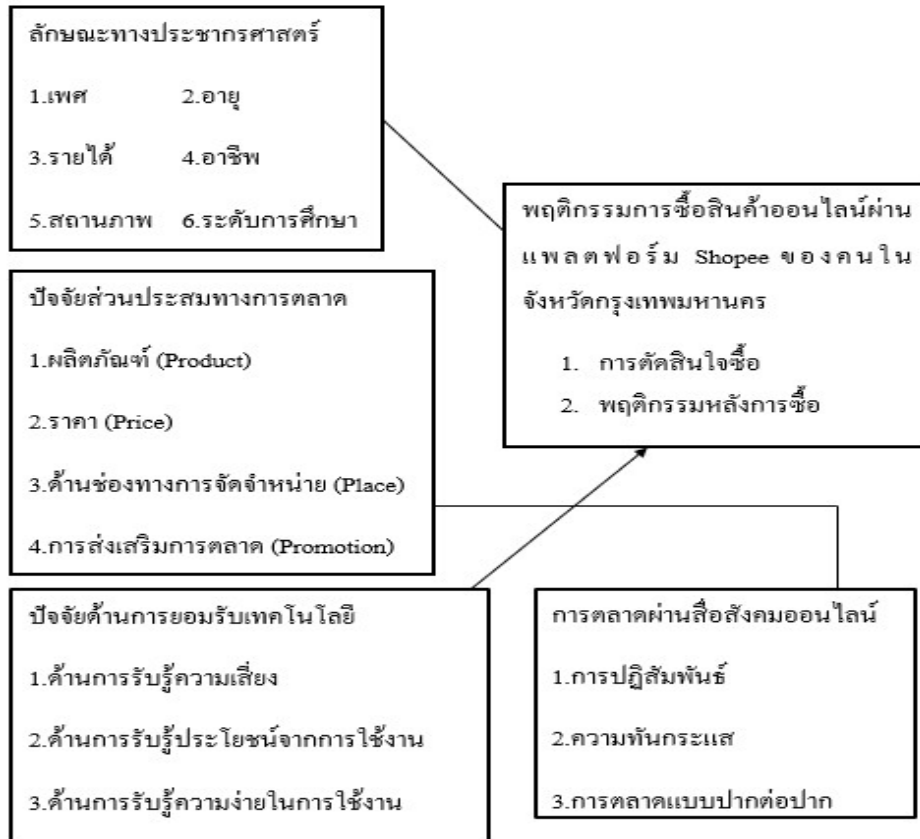 ลักษณะทางประชากรศาสตร์
1.เพศ 2.อายุ
3.รายได้ 4.อาชีพ
5.สถานภาพ 6.ระดับการศึกษา
ปัจจัยส่วนประสมทางการตลาด
1.ผลิตภัณฑ์ (Product)
2.ราคา (Price)
3.ด้านช่องทางการจัดจำหน่าย (Place)
4.การส่งเสริมการตลาด (Promotion)
ปัจจัยด้านการยอมรับเทคโนโลยี
1.ด้านการรับรู้ความเสี่ยง
2.ด้านการรับรู้ประโยชน์จากการใช้งาน
3.ด้านการรับรู้ความง่ายในการใช้งาน
พฤติกรรมการซื้อสินค้าออนไลน์ผ่าน
แพลตฟอร์ม Shopee ของคนใน
จังหวัดกรุงเทพมหานคร
1. การตัดสินใจซื้อ
2. พฤติกรรมหลังการซื้อ
การตลาดผ่านสื่อสังคมออนไลน์
1.การปฏิสัมพันธ์
2.ความทันกระแส
3.การตลาดแบบปากต่อปาก